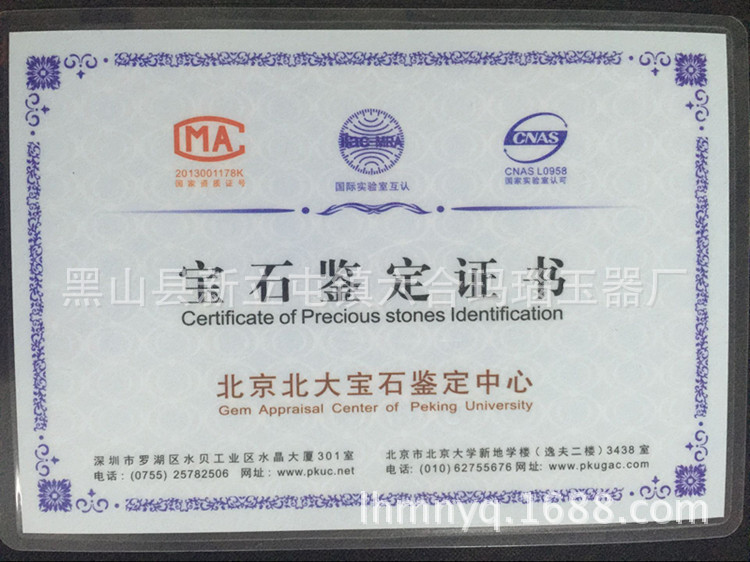 CMA
2013001178K
国家资质证号
ilac-MRA
国际实验室互认
CNAS
CNAS L0958
国家实验室认可
宝石鉴定证书
Certificate of Precious stones Identification
北京北大宝石鉴定中心
Gem Appraisal Center of Peking University
深圳市罗湖区水贝工业区水晶大厦301室
电话:(0755) 25782506 网址:www.pkuc.net
北京市北京大学新地学楼(逸夫二楼)3438室
电话:(010) 62755676 网址:www.pkugac.com
黑山县新立屯镇六合玛瑙玉器厂
lhmnyq.1688.com